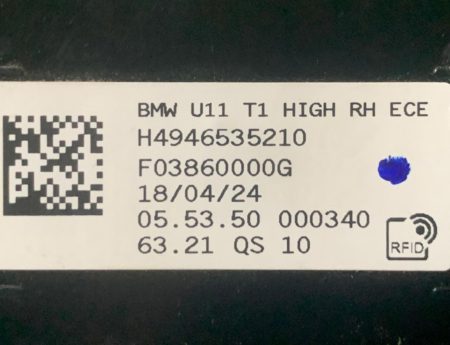 BMW U11 T1 HIGH RH ECE
H4946535210
F03860000G
18/04/24
05.53.50 000340
63.21 QS 10
RFID